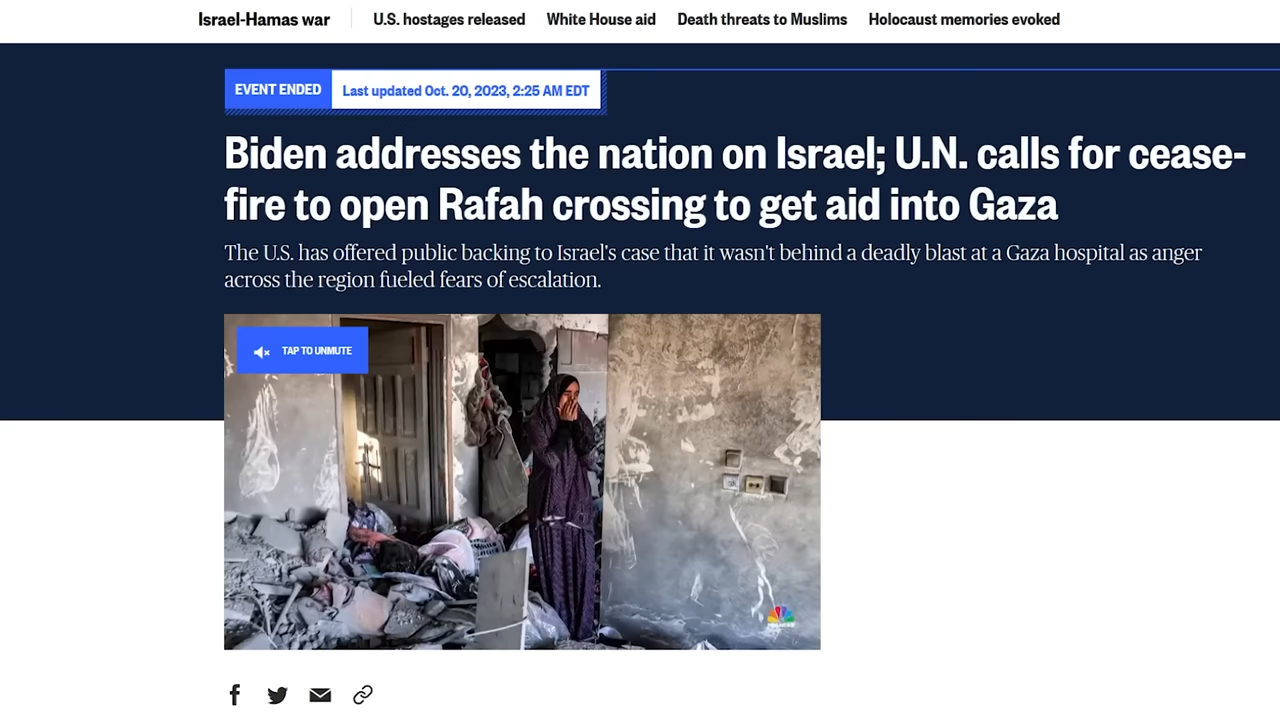 Israel-Hamas war U.S. hostages released White House aid Death threats to Muslims Holocaust memories evoked
EVENT ENDED Last updated Oct. 20, 2023, 2:25 AM EDT
Biden addresses the nation on Israel; U.N. calls for cease-
fire to open Rafah crossing to get aid into Gaza
The U.S. has offered public backing to Israel's case that it wasn't behind a deadly blast at a Gaza hospital as anger
across the region fueled fears of escalation.
TAP TO UNMUTE